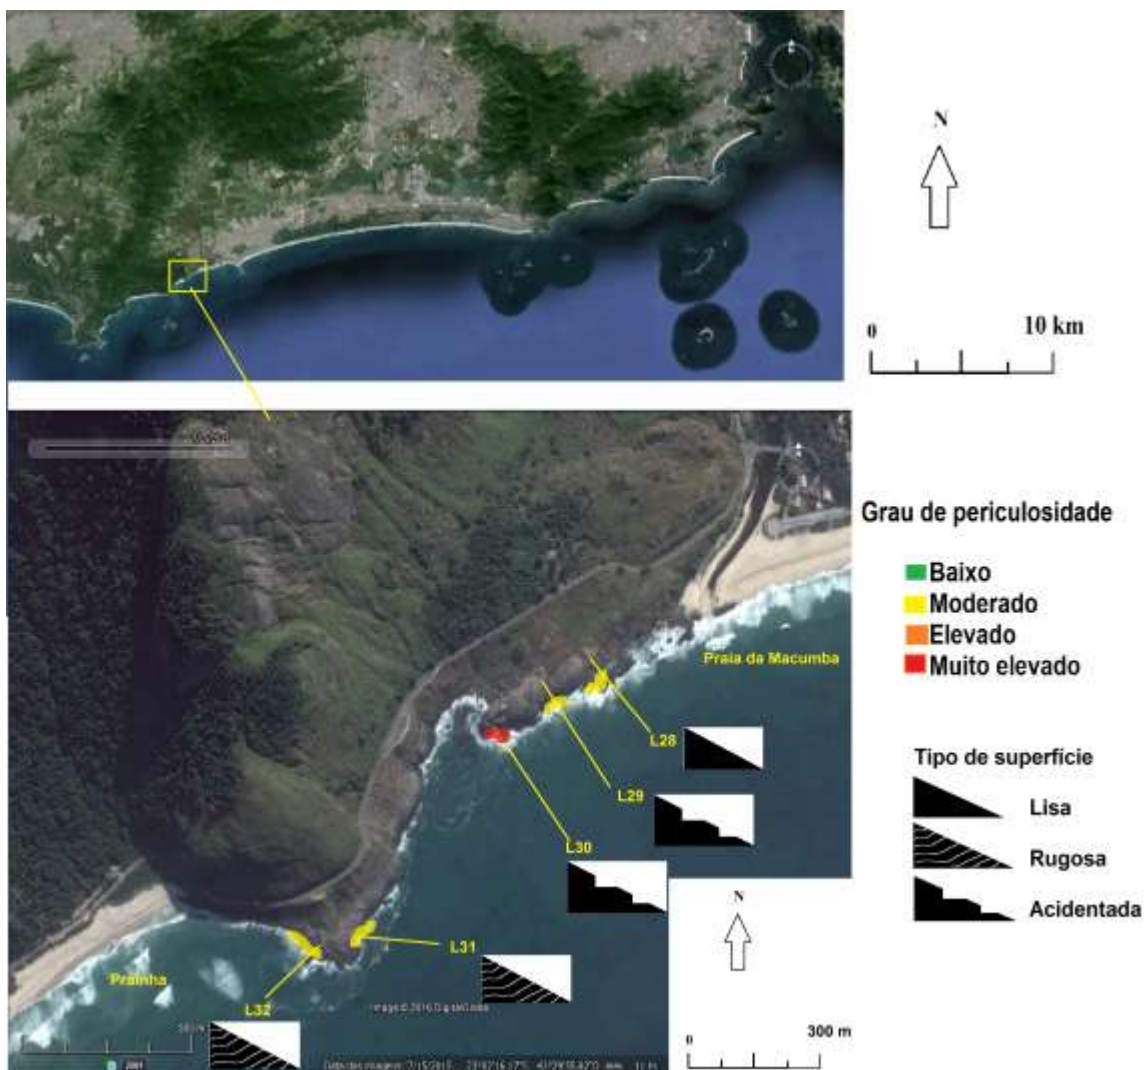 N
0
10 km
Grau de periculosidade
Baixo
Moderado
Elevado
Muito elevado
Praia da Macumba
L28
L29
L30
L31
L32
Prainha
Tipo de superfície
Lisa
Rugosa
Acidentada
N
0
300 m